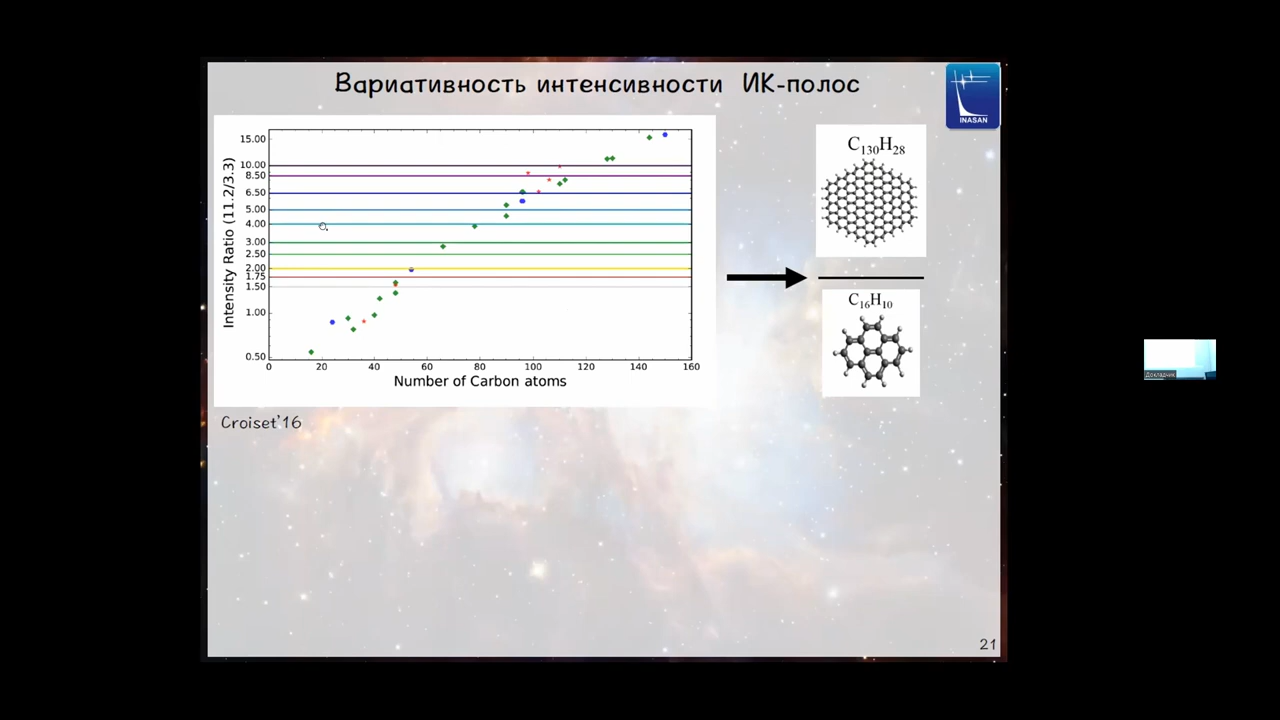 Вариативность интенсивности ИК-полос
INASAN
Intensity Ratio (11.2/3.3)
15.00
10.00
8.50
6.50
5.00
4.00
3.00
2.50
2.00
1.75
1.50
1.00
0.50
0 20 40 60 80 100 120 140 160
Number of Carbon atoms
C130H28
C16H10
Croiset'16
Докладчик
21